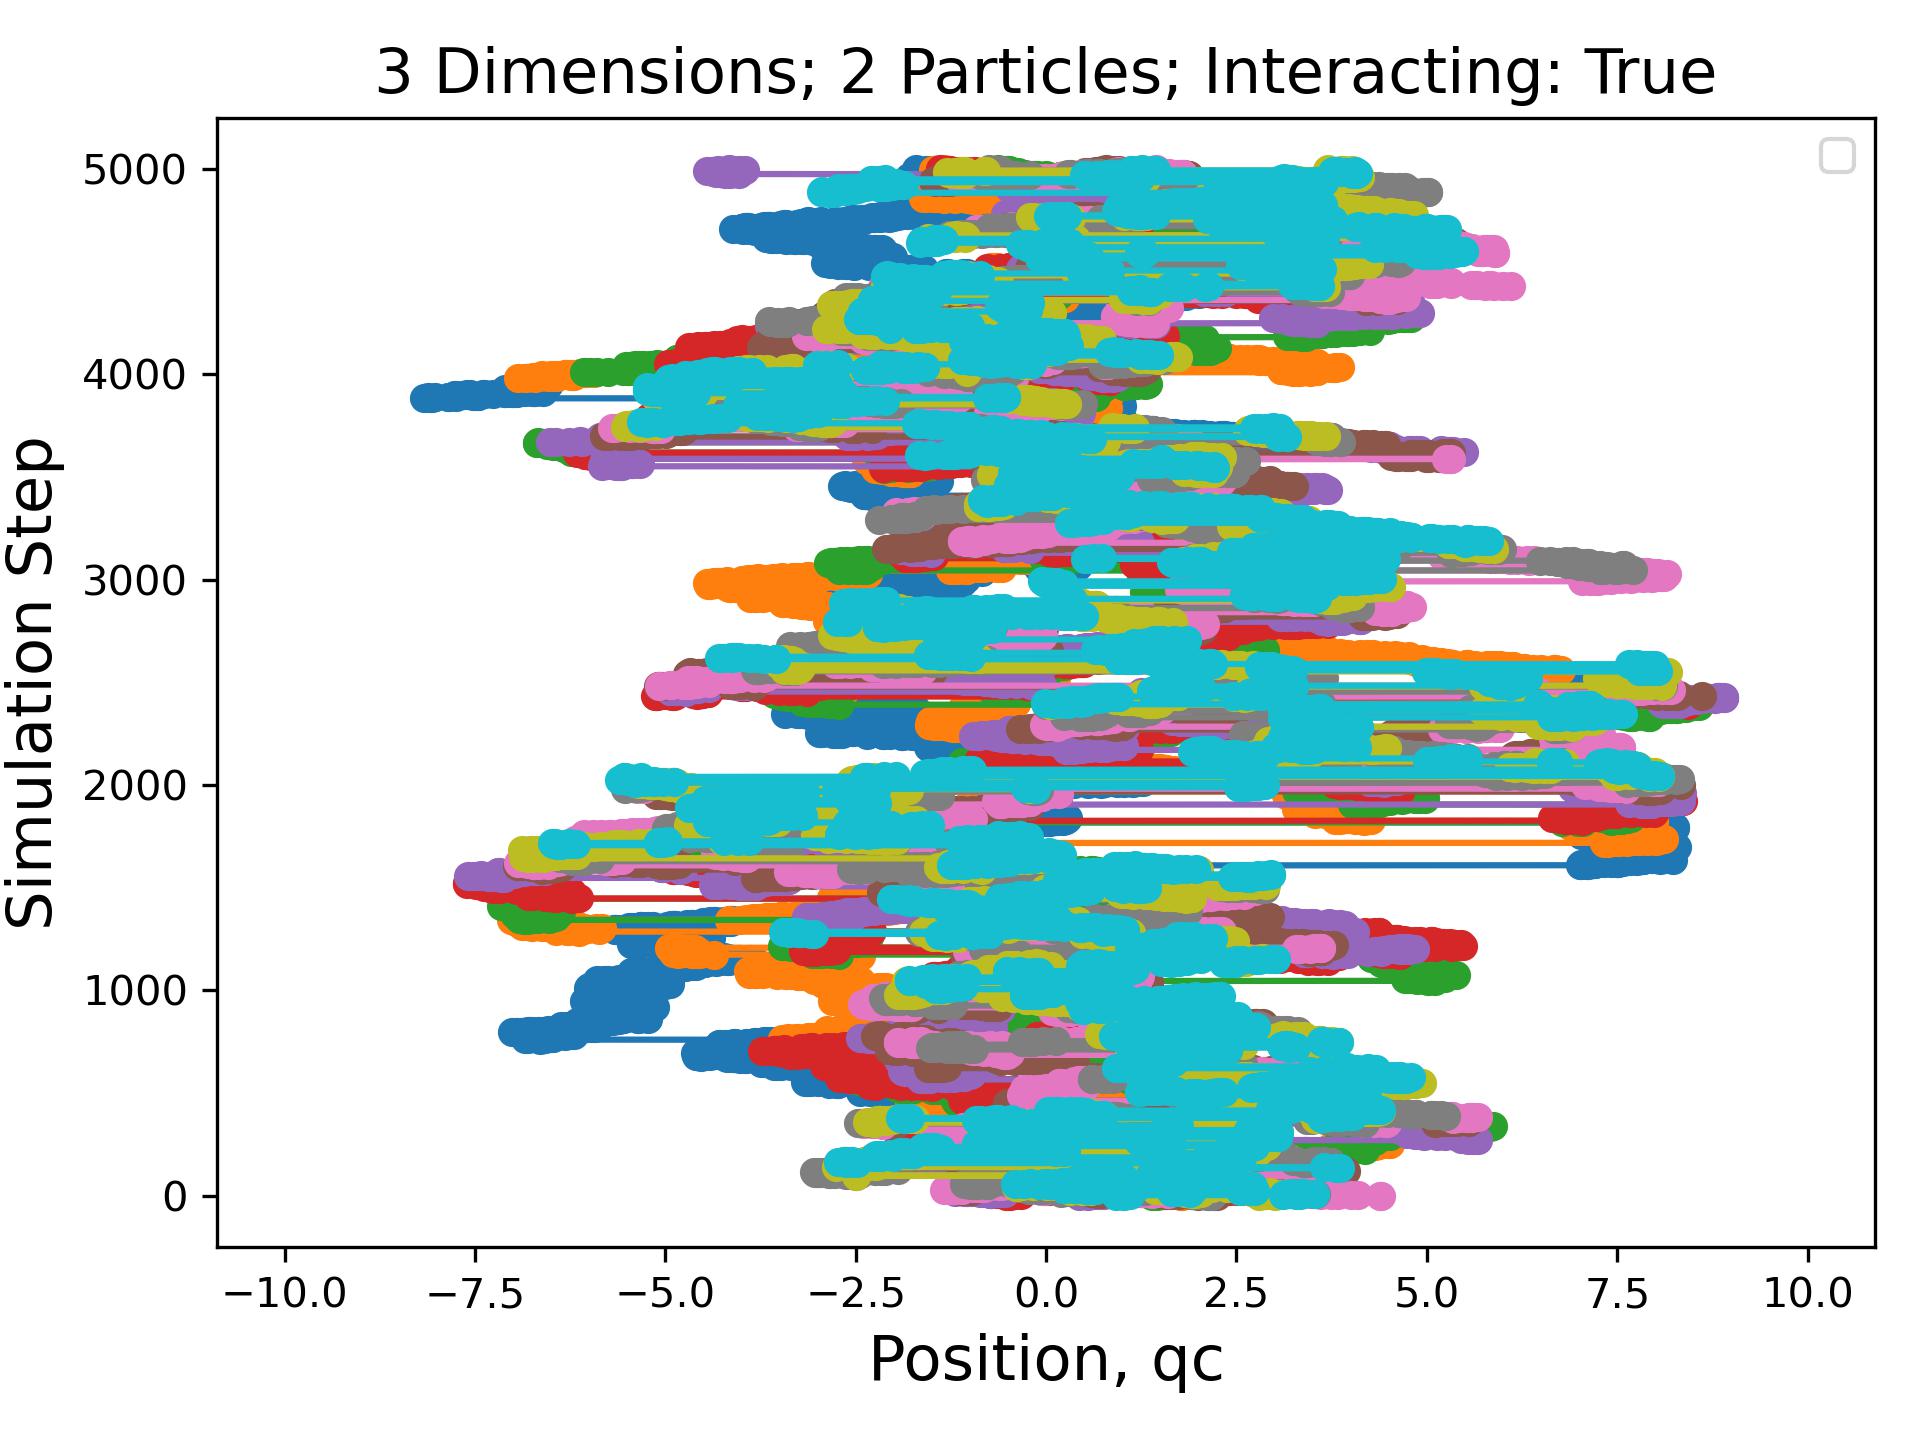 3 Dimensions; 2 Particles; Interacting: True
5000
4000
3000
2000
1000
0
Simulation Step
−10.0 −7.5 −5.0 −2.5 0.0 2.5 5.0 7.5 10.0
Position, qc